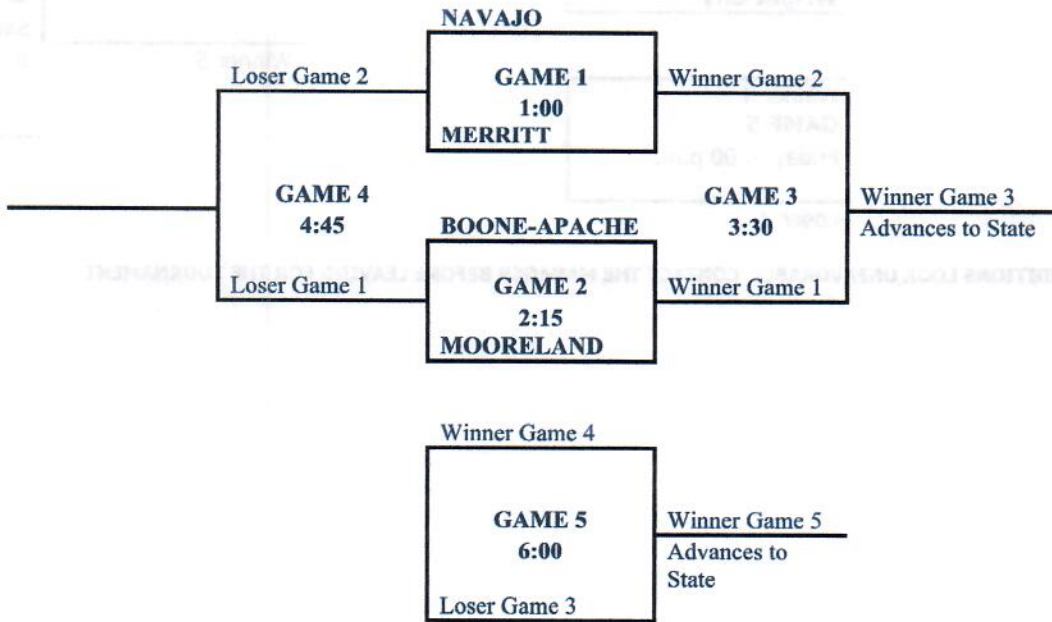 NAVAJO
Loser Game 2
GAME 1
1:00
Winner Game 2
MERRITT
GAME 4
4:45
GAME 3
3:30
Winner Game 3
Advances to State
BOONE-APACHE
Loser Game 1
GAME 2
2:15
Winner Game 1
MOORELAND
Winner Game 4
GAME 5
6:00
Winner Game 5
Advances to
State
Loser Game 3